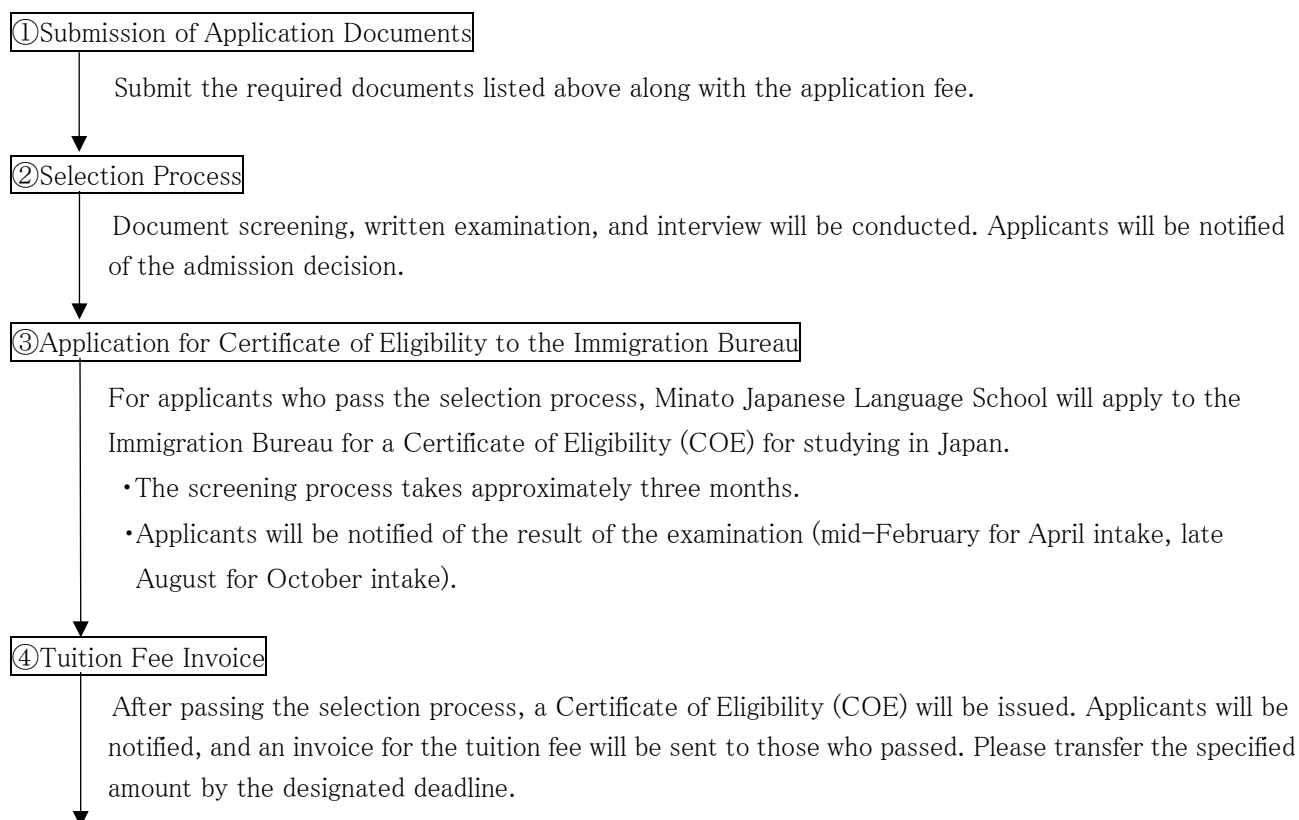 ①Submission of Application Documents
Submit the required documents listed above along with the application fee.
②Selection Process
Document screening, written examination, and interview will be conducted. Applicants will be notified
of the admission decision.
③Application for Certificate of Eligibility to the Immigration Bureau
For applicants who pass the selection process, Minato Japanese Language School will apply to the
Immigration Bureau for a Certificate of Eligibility (COE) for studying in Japan.
・The screening process takes approximately three months.
・Applicants will be notified of the result of the examination (mid-February for April intake, late
August for October intake).
④Tuition Fee Invoice
After passing the selection process, a Certificate of Eligibility (COE) will be issued. Applicants will be
notified, and an invoice for the tuition fee will be sent to those who passed. Please transfer the specified
amount by the designated deadline.